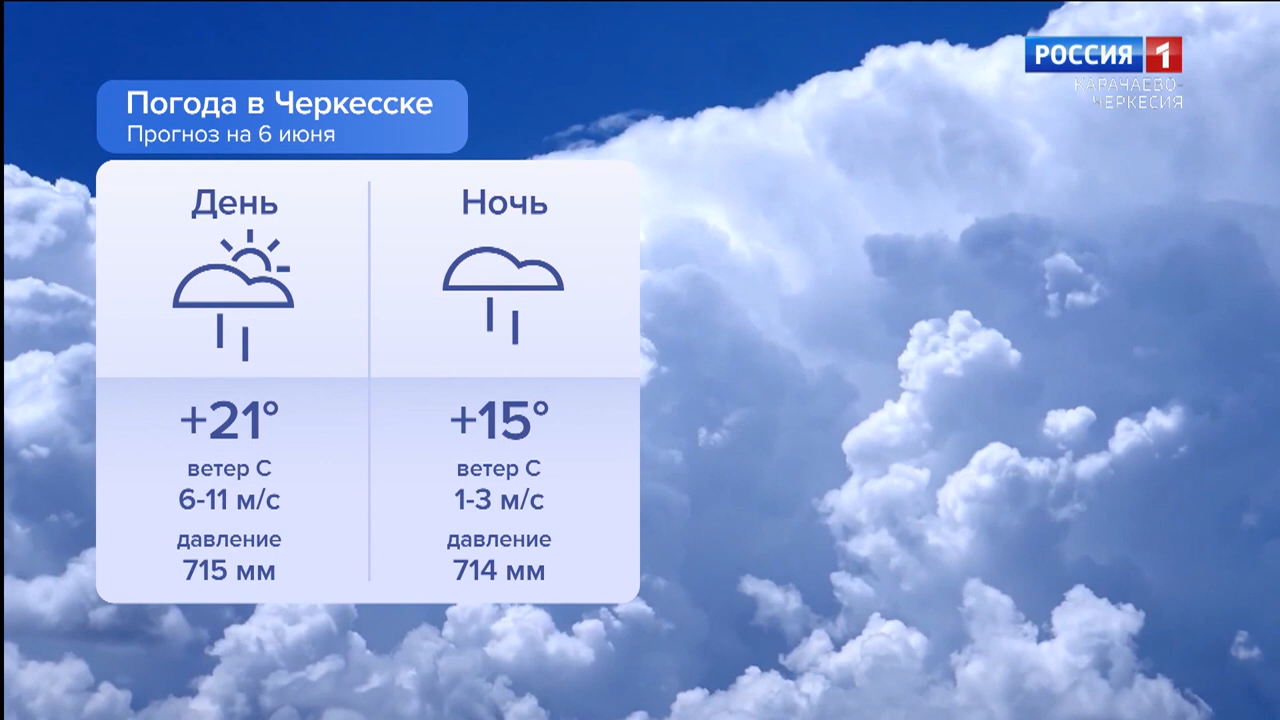 РОССИЯ 1
КАРАЧАЕВО-
ЧЕРКЕСИЯ
Погода в Черкесске
Прогноз на 6 июня
День
Ночь
+21°
+15°
ветер С
ветер С
6-11 м/с
1-3 м/с
давление
давление
715 мм
714 мм